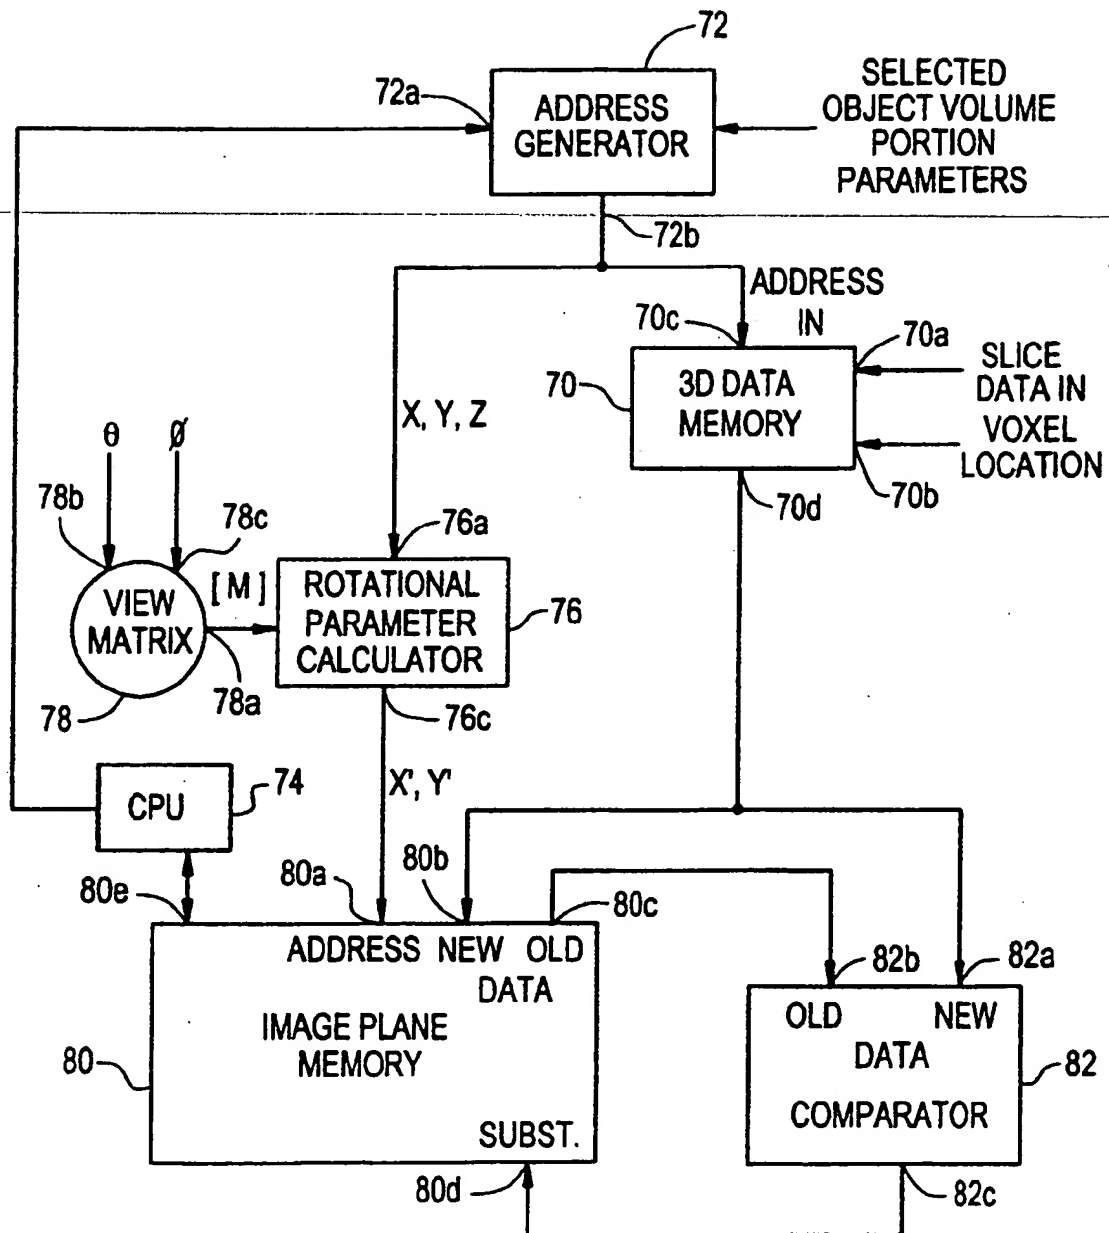 72
72a
ADDRESS
GENERATOR
SELECTED
OBJECT VOLUME
PORTION
PARAMETERS
72b
ADDRESS
IN
70c
70a
70
3D DATA
MEMORY
SLICE
DATA IN
VOXEL
LOCATION
70b
70d
X, Y, Z
θ
Ø
78b
78c
76a
VIEW
MATRIX
[ M ]
ROTATIONAL
PARAMETER
CALCULATOR
76
78
78a
76c
CPU
74
X', Y'
80e
80a
80b
80c
ADDRESS NEW OLD
DATA
IMAGE PLANE
MEMORY
80
SUBST.
80d
82b
82a
OLD NEW
DATA
COMPARATOR
82
82c